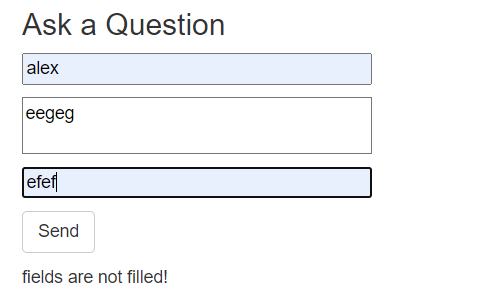 Ask a Question
alex
eegeg
efef
Send
fields are not filled!